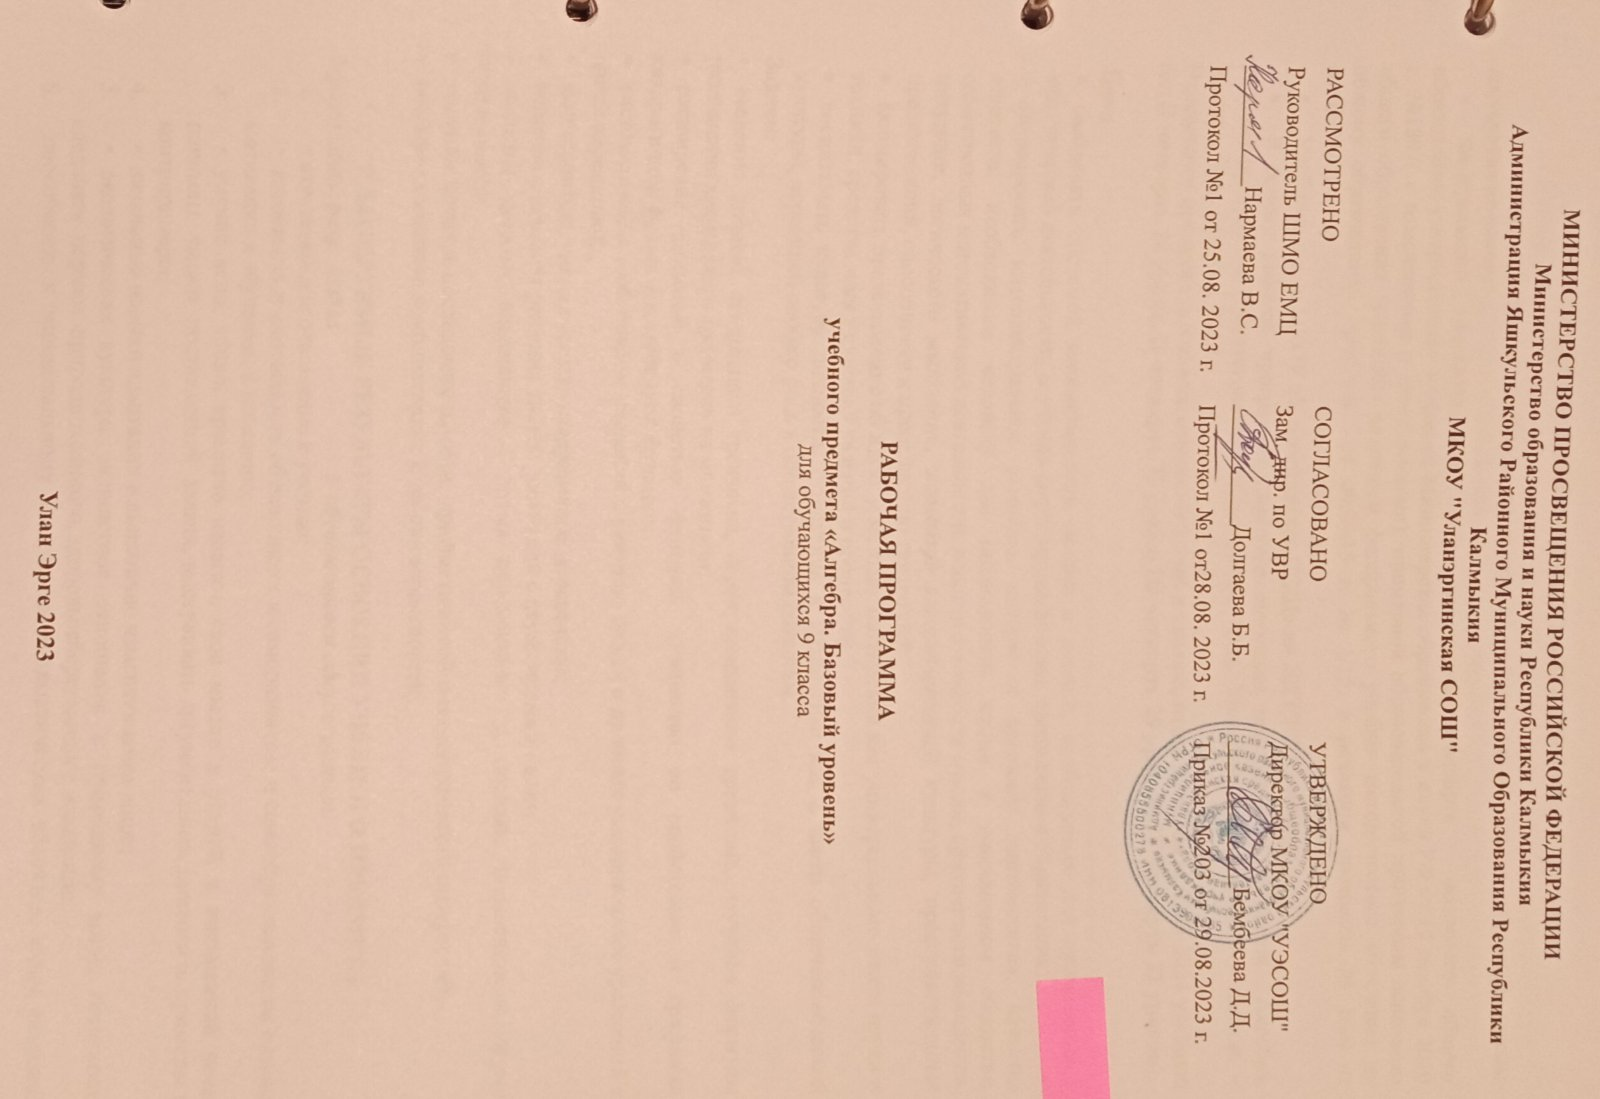 МИНИСТЕРСТВО ПРОСВЕЩЕНИЯ РОССИЙСКОЙ ФЕДЕРАЦИИ
Министерство образования и науки Республики Калмыкия
Администрация Яшкульского Районного Муниципального Образования Республики
Калмыкия
МКОУ "Уланэргинская СОШ"
РАССМОТРЕНО
Руководитель ШМО ЕМЦ
Нармаева В.С.
Протокол №1 от 25.08. 2023 г.
СОГЛАСОВАНО
Зам дир. по УВР
Долгаева Б.Б.
Протокол №1 от28.08. 2023 г.
УТВЕРЖДЕНО
Директор МКОУ "УЭСОШ"
Бембеева Д.Д.
Приказ №203 от 29.08.2023 г.
РАБОЧАЯ ПРОГРАММА
учебного предмета «Алгебра. Базовый уровень»
для обучающихся 9 класса
Улан Эрге 2023